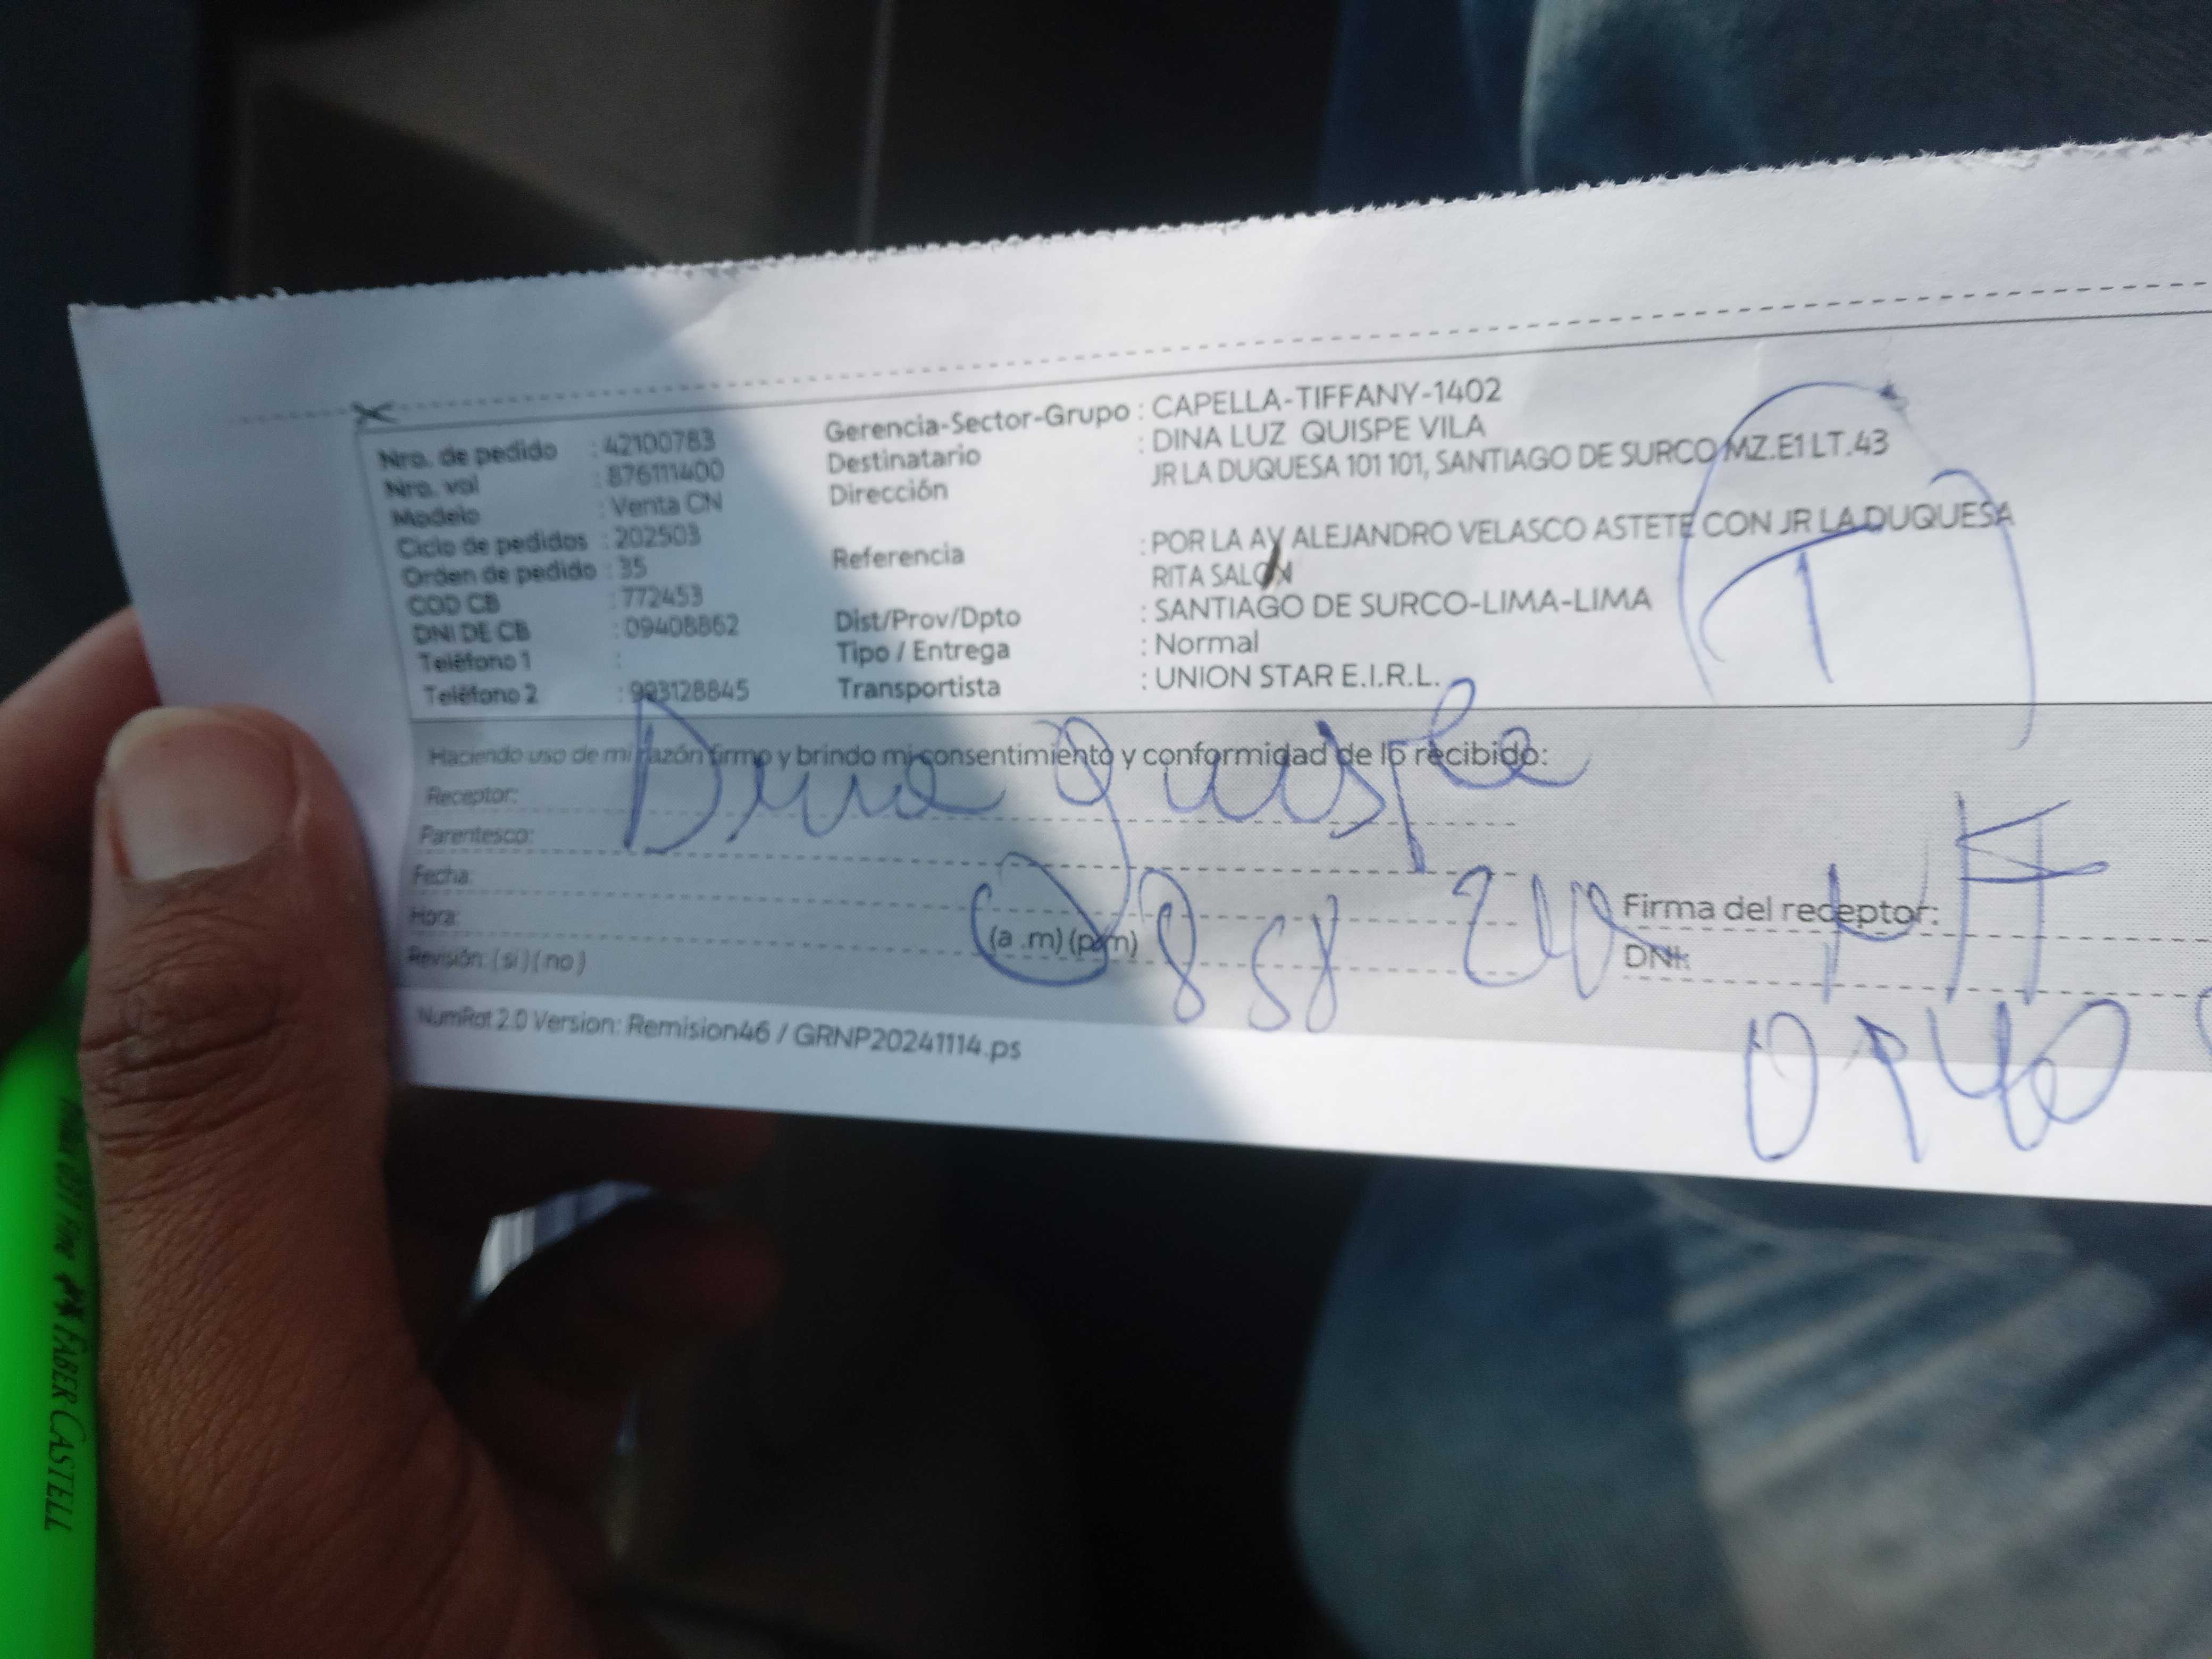 Nro. de pedido : 42100783
Nro. val : 876111400
Modelo : Venta CN
Ciclo de pedidos : 202503
Orden de pedido : 35
COD CB : 772453
DNI DE CB : 09408862
Teléfono 1 :
Teléfono 2 : 993128845
Gerencia-Sector-Grupo : CAPELLA-TIFFANY-1402
Destinatario : DINA LUZ QUISPE VILA
Dirección JR LA DUQUESA 101 101, SANTIAGO DE SURCO MZ.E1 LT.43
Referencia : POR LA AV ALEJANDRO VELASCO ASTETE CON JR LA DUQUESA
RITA SALON
Dist/Prov/Dpto : SANTIAGO DE SURCO-LIMA-LIMA
Tipo / Entrega : Normal
Transportista : UNION STAR E.I.R.L.
T
Haciendo uso de mi razón firmo y brindo mi consentimiento y conformidad de lo recibido:
Receptor: Dina Quispe
Parentesco:
Fecha:
Hora: (a .m) (p.m)
Revisión: ( si ) ( no )
Firma del receptor:
DNI:
0940
NumRot 2.0 Version: Remision46 / GRNP20241114.ps
FABER CASTELL